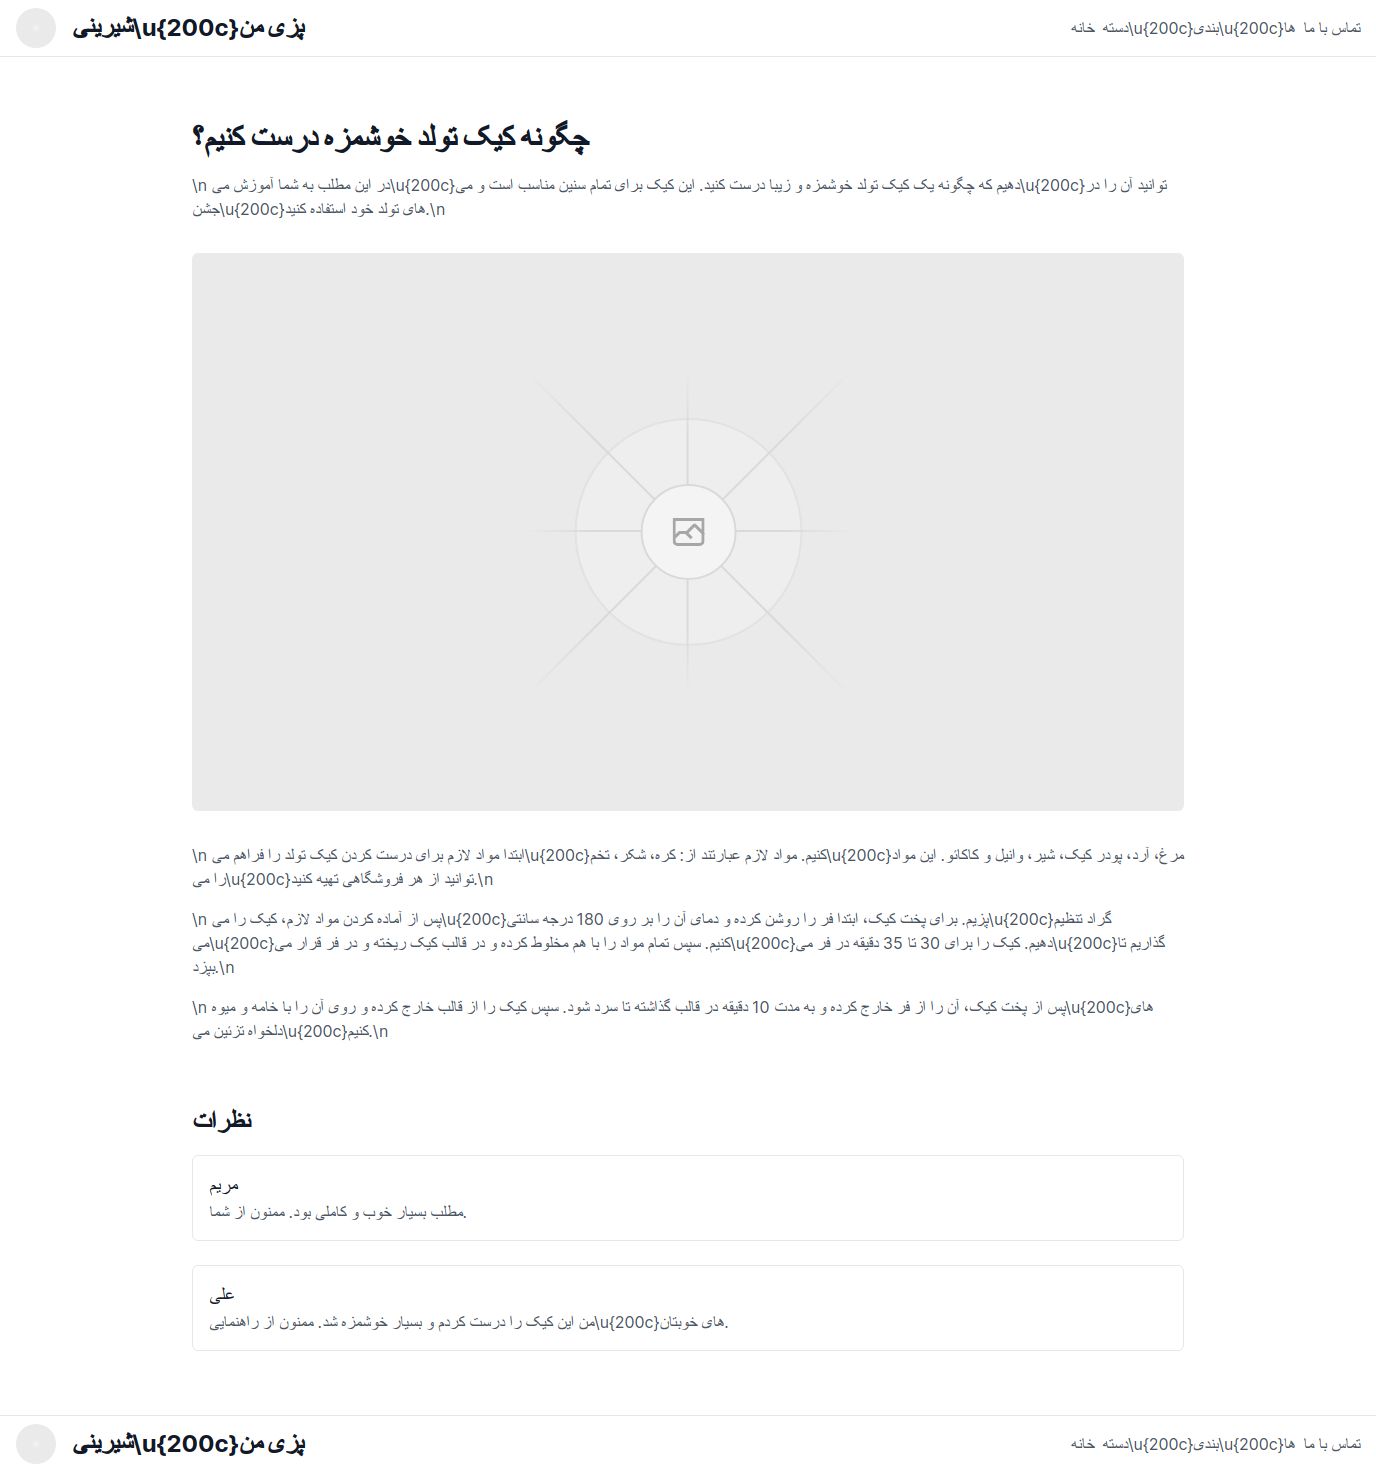 شیرینی\u{200c}پزی من
خانه
دسته\u{200c}بندی\u{200c}ها
تماس با ما
چگونه کیک تولد خوشمزه درست کنیم؟
\n در این مطلب به شما آموزش می\u{200c}دهیم که چگونه یک کیک تولد خوشمزه و زیبا درست کنید. این کیک برای تمام سنین مناسب است و می\u{200c}توانید آن را در
جشن\u{200c}های تولد خود استفاده کنید.\n
\n ابتدا مواد لازم برای درست کردن کیک تولد را فراهم می\u{200c}کنیم. مواد لازم عبارتند از: کره، شکر، تخم\u{200c}مرغ، آرد، پودر کیک، شیر، وانیل و کاکائو. این مواد
را می\u{200c}توانید از هر فروشگاهی تهیه کنید.\n
\n پس از آماده کردن مواد لازم، کیک را می\u{200c}پزیم. برای پخت کیک، ابتدا فر را روشن کرده و دمای آن را بر روی 180 درجه سانتی\u{200c}گراد تنظیم
می\u{200c}کنیم. سپس تمام مواد را با هم مخلوط کرده و در قالب کیک ریخته و در فر قرار می\u{200c}دهیم. کیک را برای 30 تا 35 دقیقه در فر می\u{200c}گذاریم تا
بپزد.\n
\n پس از پخت کیک، آن را از فر خارج کرده و به مدت 10 دقیقه در قالب گذاشته تا سرد شود. سپس کیک را از قالب خارج کرده و روی آن را با خامه و میوه\u{200c}های
دلخواه تزئین می\u{200c}کنیم.\n
نظرات
مریم
مطلب بسیار خوب و کاملی بود. ممنون از شما.
علی
من این کیک را درست کردم و بسیار خوشمزه شد. ممنون از راهنمایی\u{200c}های خوبتان.
شیرینی\u{200c}پزی من
خانه
دسته\u{200c}بندی\u{200c}ها
تماس با ما